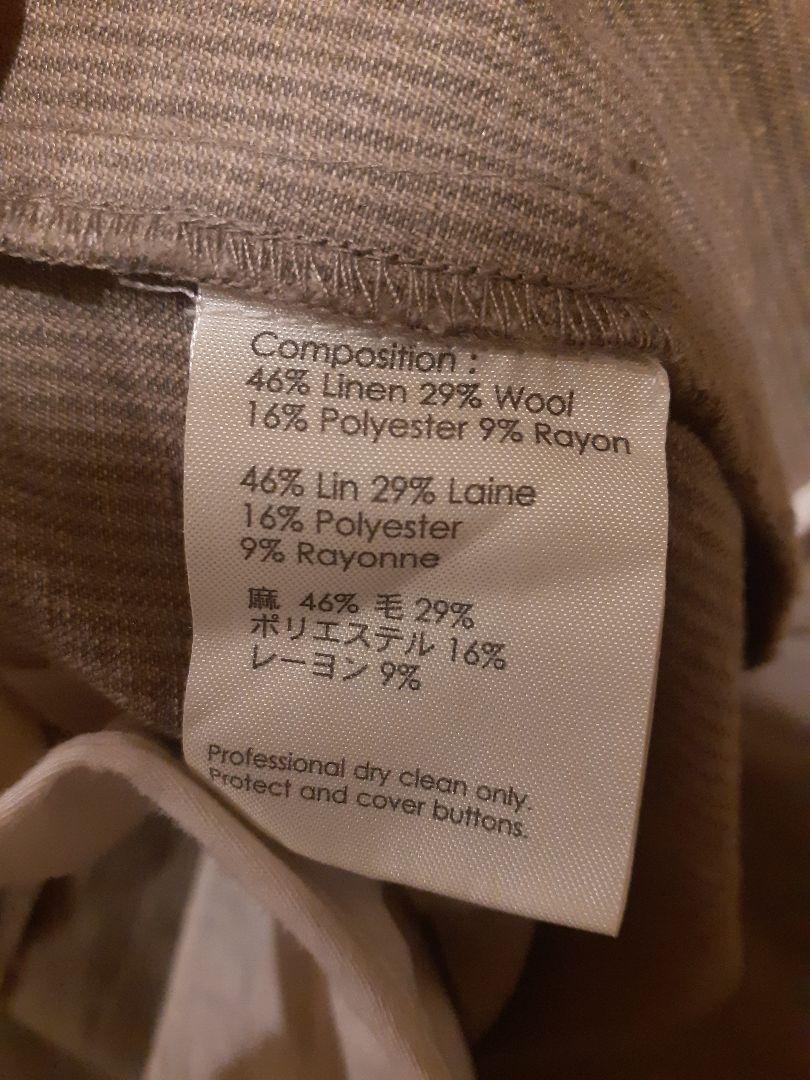 Composition :
46% Linen 29% Wool
16% Polyester 9% Rayon
46% Lin 29% Laine
16% Polyester
9% Rayonne
麻 46% 毛 29%
ポリエステル 16%
レーヨン 9%
Professional dry clean only.
Protect and cover buttons.